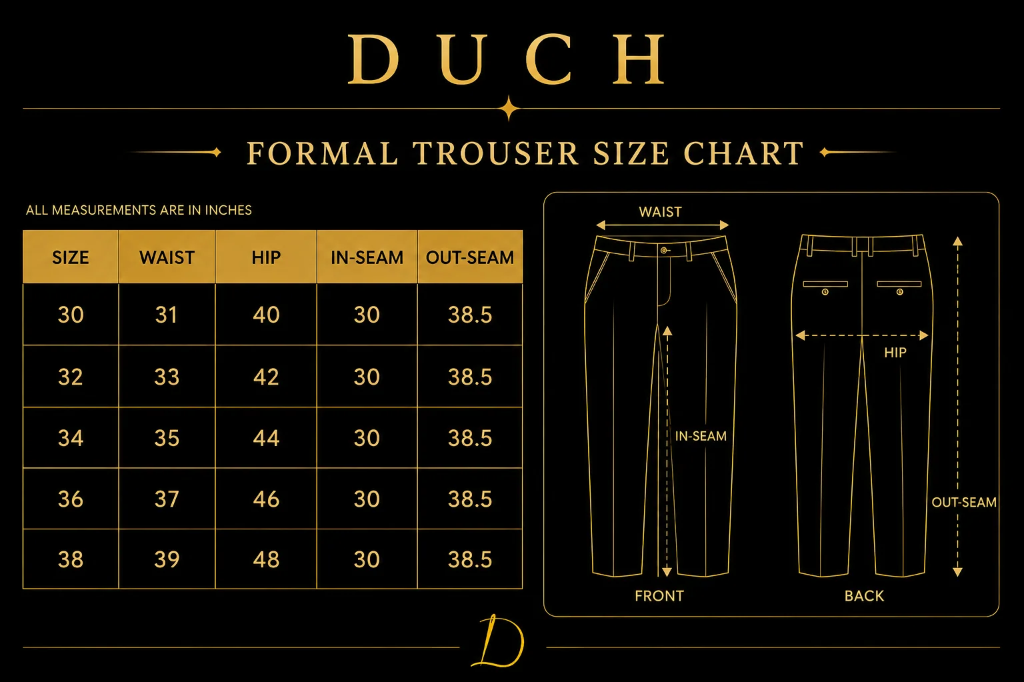 DUCH
FORMAL TROUSER SIZE CHART
ALL MEASUREMENTS ARE IN INCHES
SIZE WAIST HIP IN-SEAM OUT-SEAM
30 31 40 30 38.5
32 33 42 30 38.5
34 35 44 30 38.5
36 37 46 30 38.5
38 39 48 30 38.5
WAIST
HIP
IN-SEAM
OUT-SEAM
FRONT
BACK
D